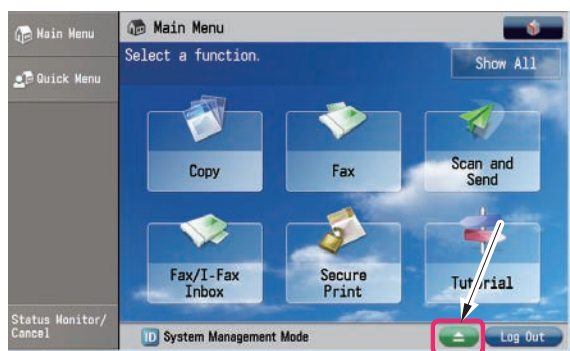 Main Menu
Quick Menu
Status Monitor/
Cancel
Main Menu
Select a function.
Show All
Copy
Fax
Scan and
Send
Fax/I-Fax
Inbox
Secure
Print
Tutorial
ID System Management Mode
Log Out